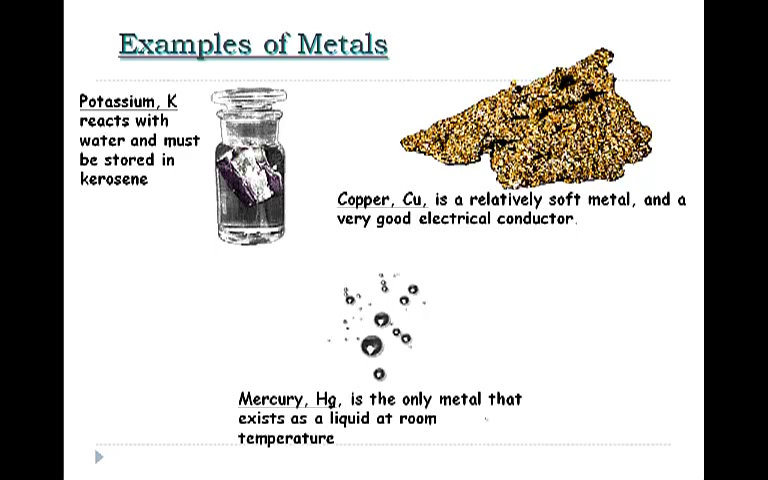 Examples of Metals
Potassium, K
reacts with
water and must
be stored in
kerosene
Copper, Cu, is a relatively soft metal, and a
very good electrical conductor.
Mercury, Hg, is the only metal that
exists as a liquid at room
temperature